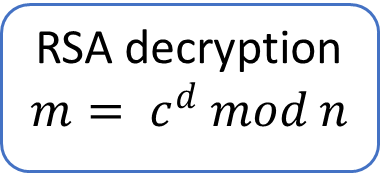 RSA decryption
m = c^d mod n